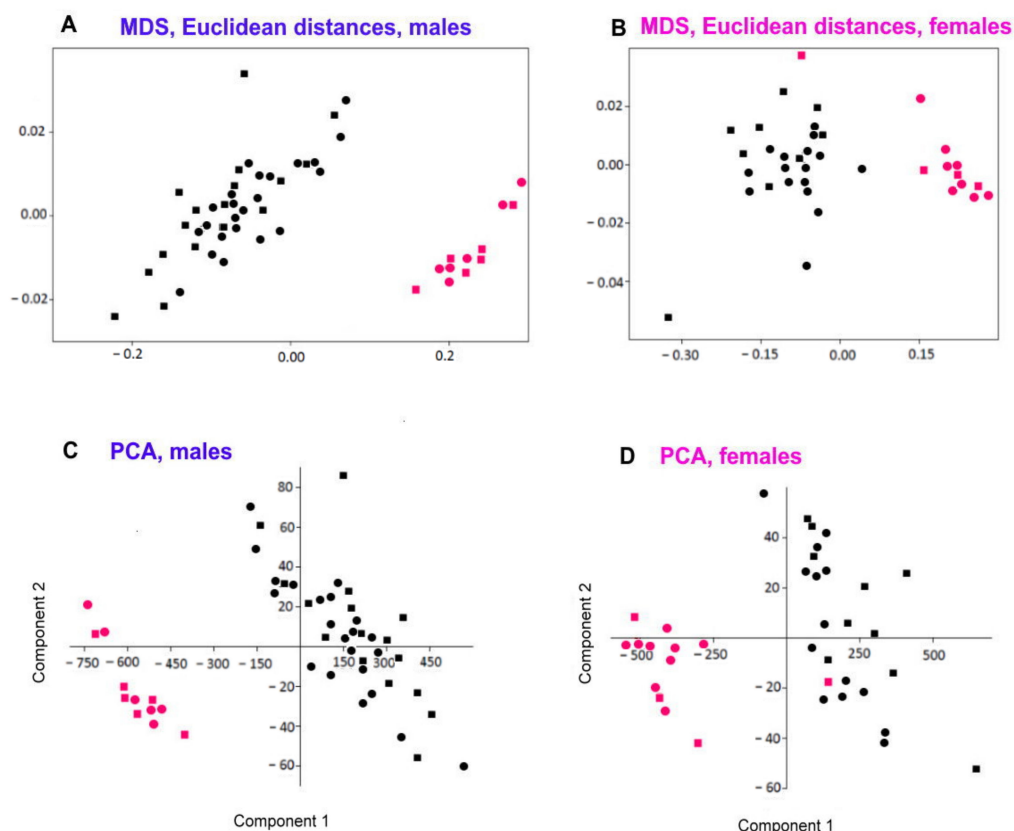 A MDS, Euclidean distances, males
0.02
0.00
− 0.02
− 0.2
0.00
0.2
B MDS, Euclidean distances, females
0.02
0.00
− 0.02
− 0.04
− 0.30
− 0.15
0.00
0.15
C PCA, males
Component 2
80
60
40
20
− 750 − 600 − 450 − 300 − 150 150 300 450
− 20
− 40
− 60
Component 1
D PCA, females
Component 2
40
20
− 500 − 250 250 500
− 20
− 40
− 60
Component 1